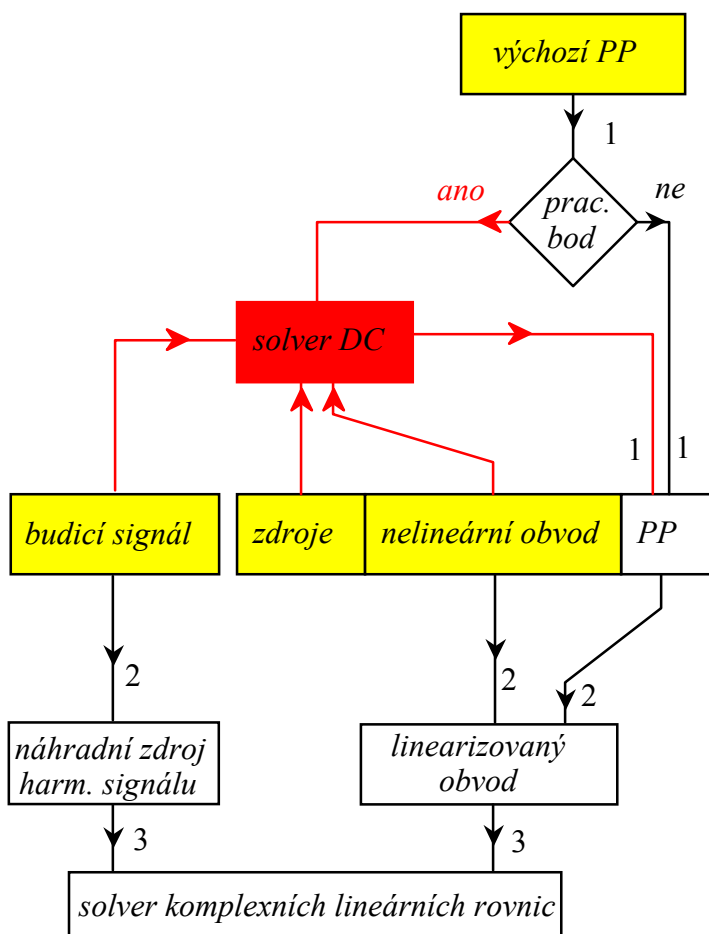 výchozí PP
1
ano
ne
prac.
bod
solver DC
1
1
budicí signál
zdroje
nelineární obvod
PP
2
2
2
náhradní zdroj
harm. signálu
linearizovaný
obvod
3
3
solver komplexních lineárních rovnic